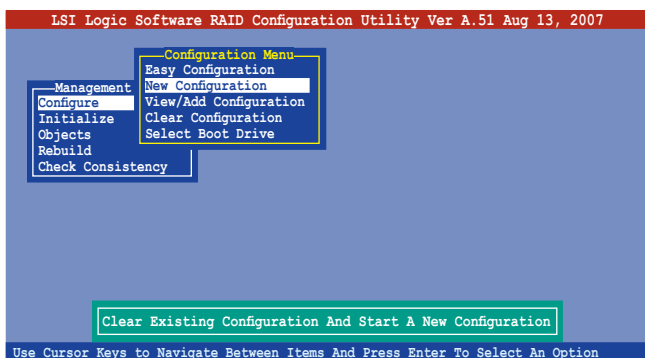 LSI Logic Software RAID Configuration Utility Ver A.51 Aug 13, 2007
Configuration Menu
Easy Configuration
New Configuration
View/Add Configuration
Clear Configuration
Select Boot Drive
Management
Configure
Initialize
Objects
Rebuild
Check Consistency
Clear Existing Configuration And Start A New Configuration
Use Cursor Keys to Navigate Between Items And Press Enter To Select An Option